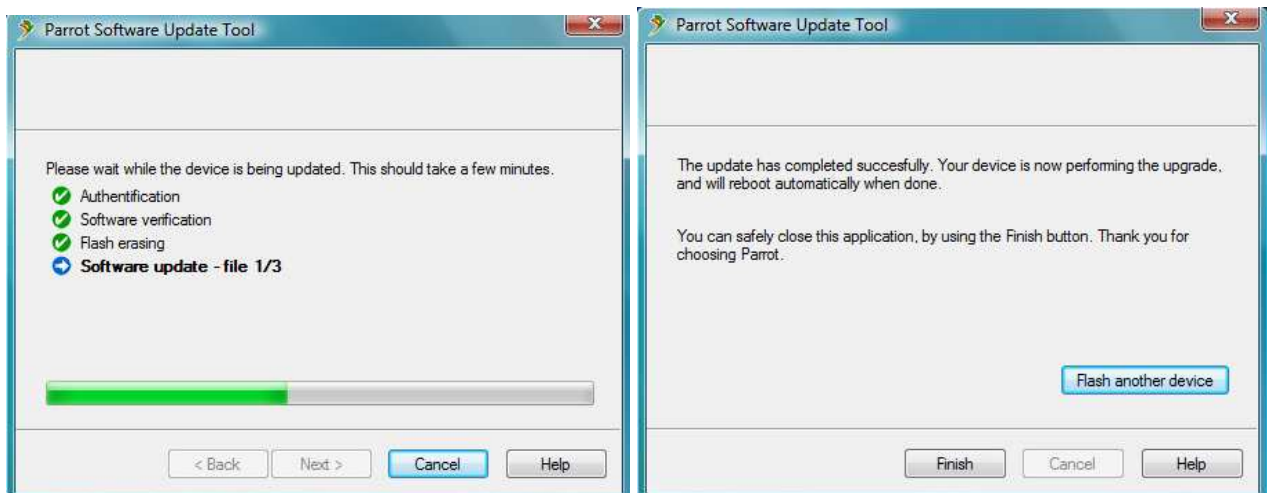 Parrot Software Update Tool
Please wait while the device is being updated. This should take a few minutes.
Authentification
Software verification
Flash erasing
Software update - file 1/3
< Back
Next >
Cancel
Help
Parrot Software Update Tool
The update has completed succesfully. Your device is now performing the upgrade,
and will reboot automatically when done.
You can safely close this application, by using the Finish button. Thank you for
choosing Parrot.
Flash another device
Finish
Cancel
Help